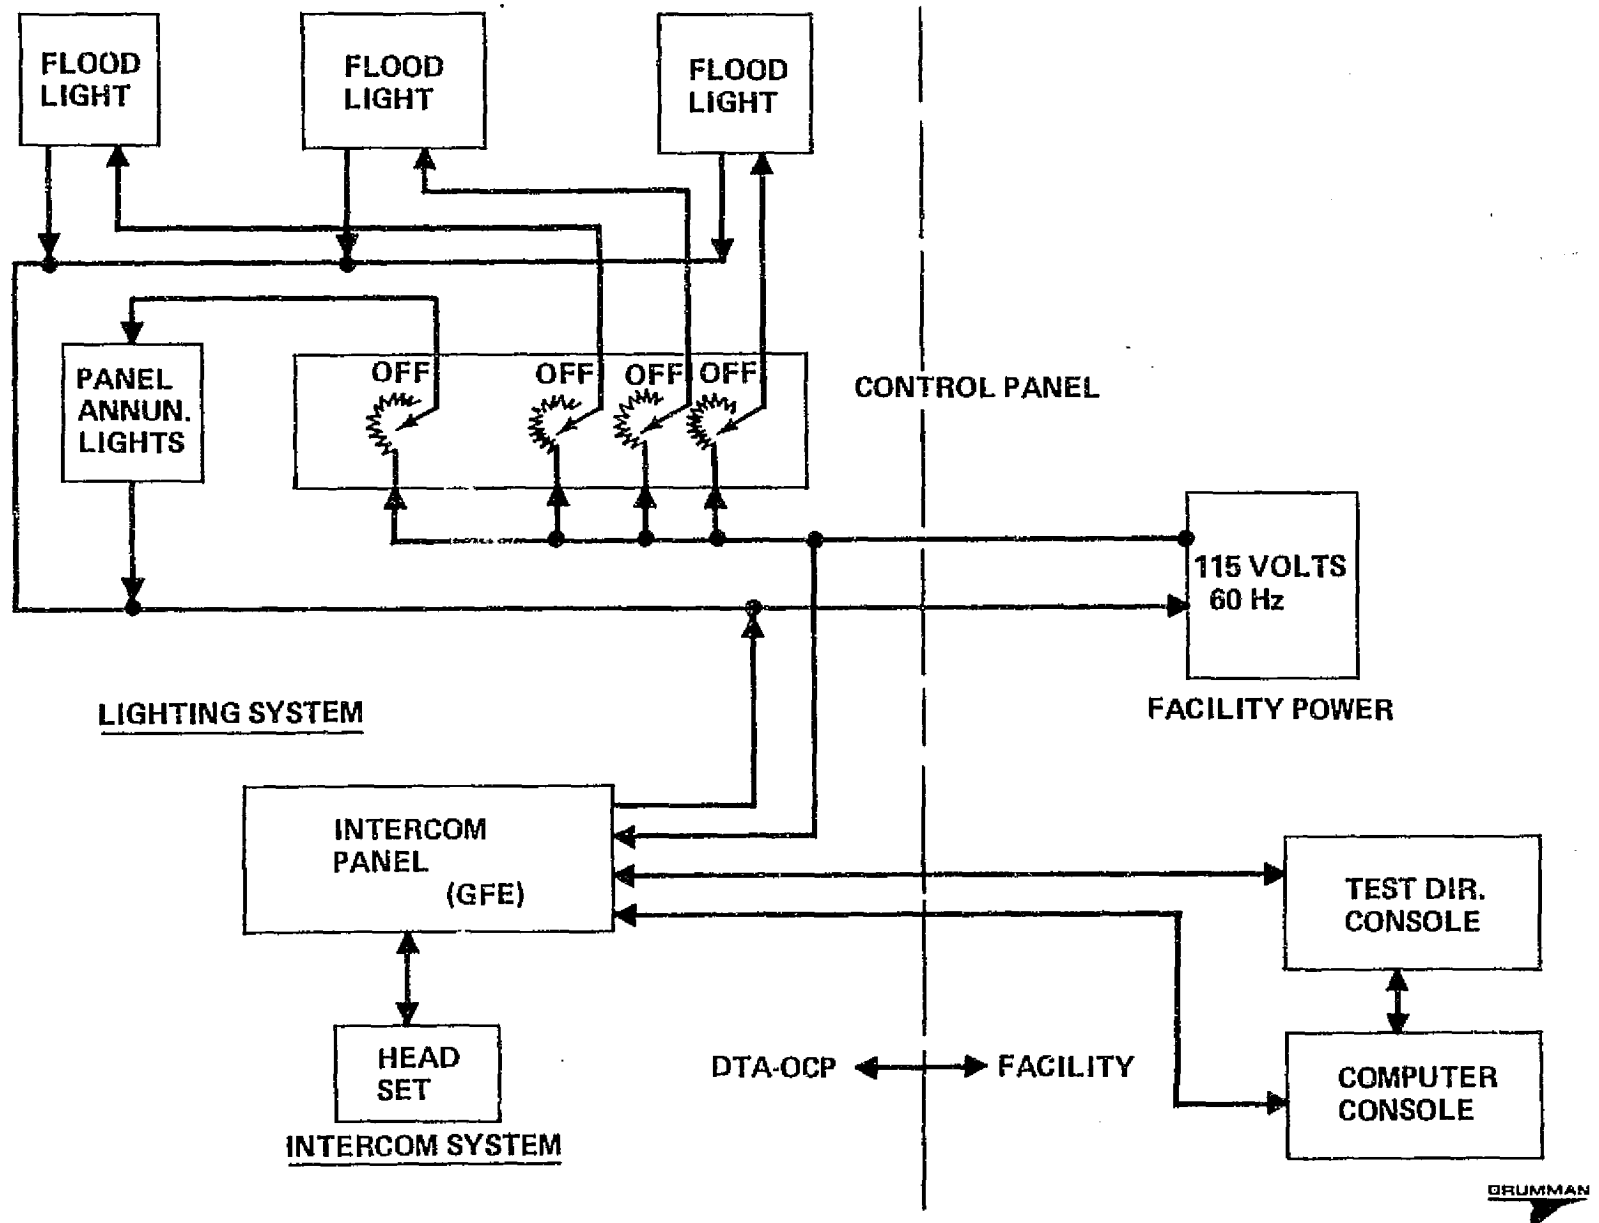 FLOOD
LIGHT
FLOOD
LIGHT
FLOOD
LIGHT
PANEL
ANNUN.
LIGHTS
OFF
OFF
OFF
OFF
CONTROL PANEL
115 VOLTS
60 Hz
FACILITY POWER
LIGHTING SYSTEM
INTERCOM
PANEL
(GFE)
TEST DIR.
CONSOLE
HEAD
SET
INTERCOM SYSTEM
DTA-OCP
FACILITY
COMPUTER
CONSOLE
GRUMMAN